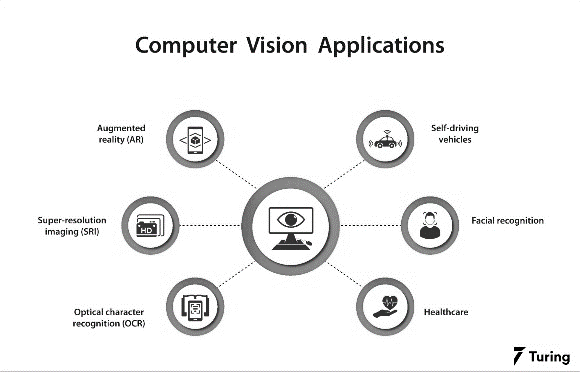 Computer Vision Applications
Augmented
reality (AR)
Self-driving
vehicles
Super-resolution
imaging (SRI)
HD
Facial recognition
Optical character
recognition (OCR)
Healthcare
Turing